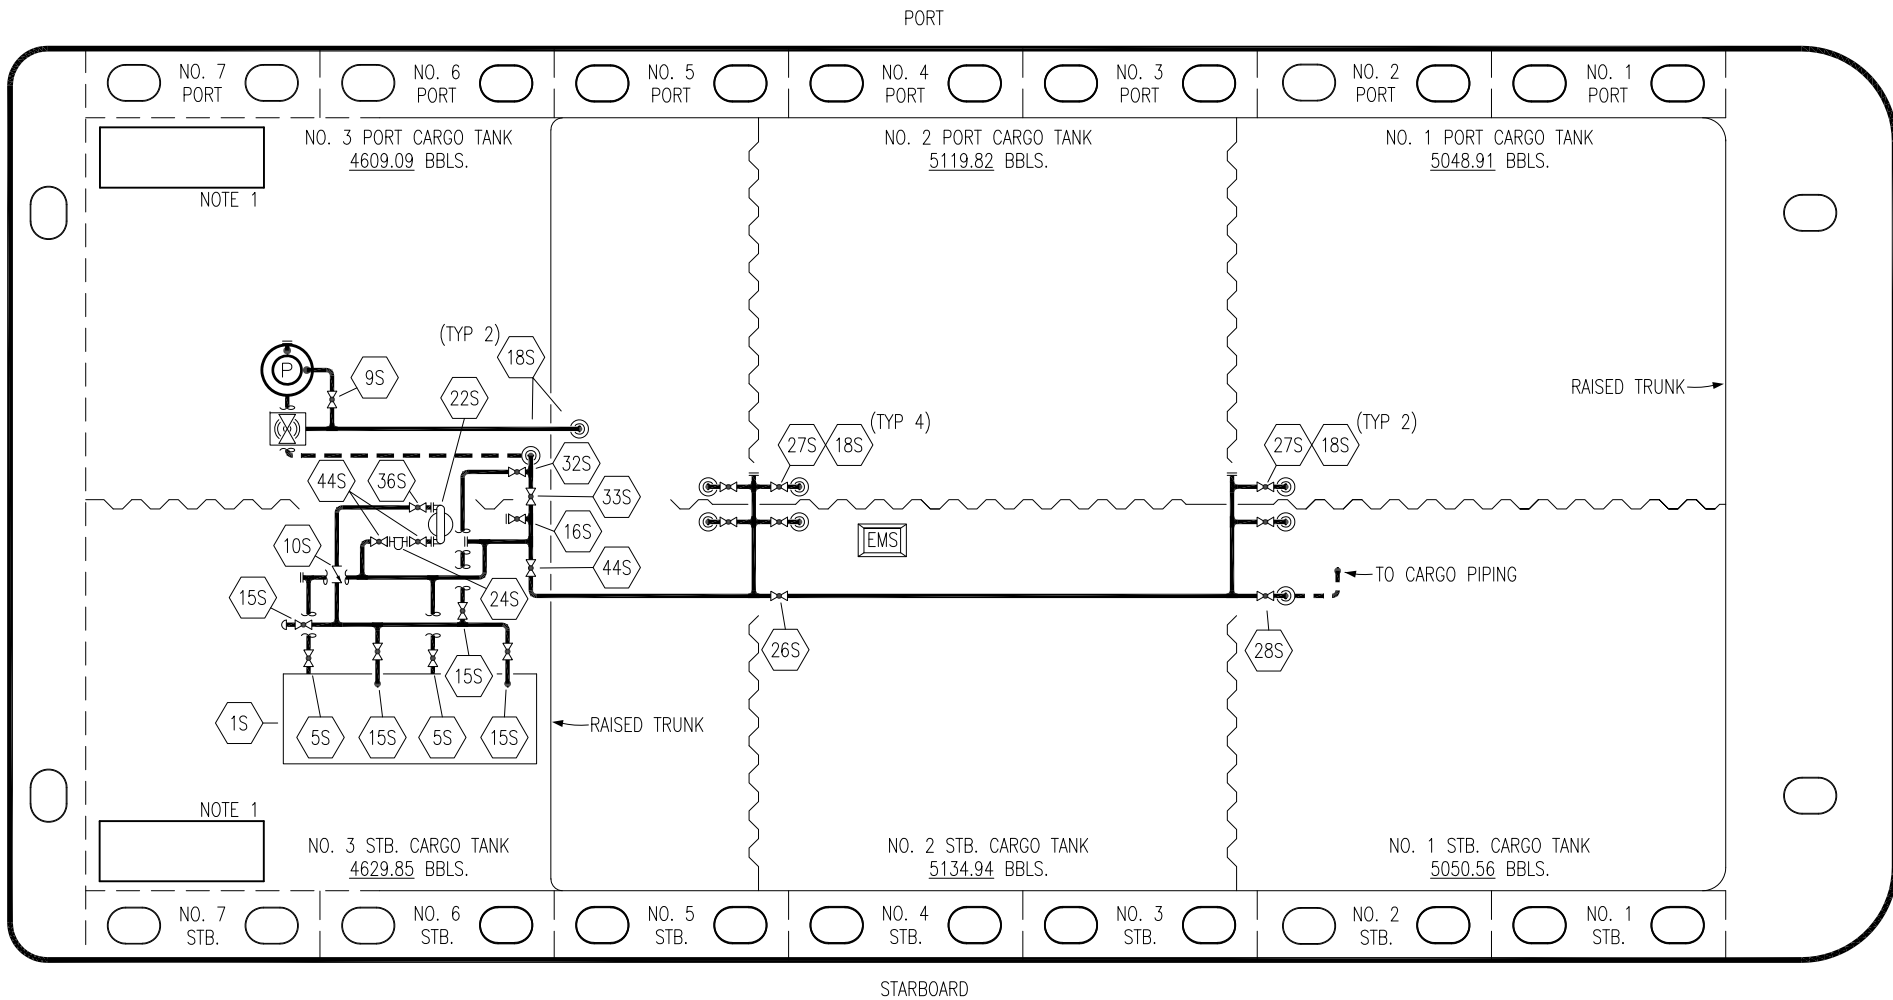 PORT
NO. 7
PORT
NO. 6
PORT
NO. 5
PORT
NO. 4
PORT
NO. 3
PORT
NO. 2
PORT
NO. 1
PORT
NO. 3 PORT CARGO TANK
4609.09 BBLS.
NO. 2 PORT CARGO TANK
5119.82 BBLS.
NO. 1 PORT CARGO TANK
5048.91 BBLS.
NOTE 1
(TYP 2)
18S
P
9S
22S
RAISED TRUNK
(TYP 4)
27S
18S
(TYP 2)
27S
18S
32S
44S
36S
33S
16S
10S
EMS
44S
TO CARGO PIPING
15S
24S
26S
28S
15S
1S
5S
15S
5S
15S
RAISED TRUNK
NOTE 1
NO. 3 STB. CARGO TANK
4629.85 BBLS.
NO. 2 STB. CARGO TANK
5134.94 BBLS.
NO. 1 STB. CARGO TANK
5050.56 BBLS.
NO. 7
STB.
NO. 6
STB.
NO. 5
STB.
NO. 4
STB.
NO. 3
STB.
NO. 2
STB.
NO. 1
STB.
STARBOARD